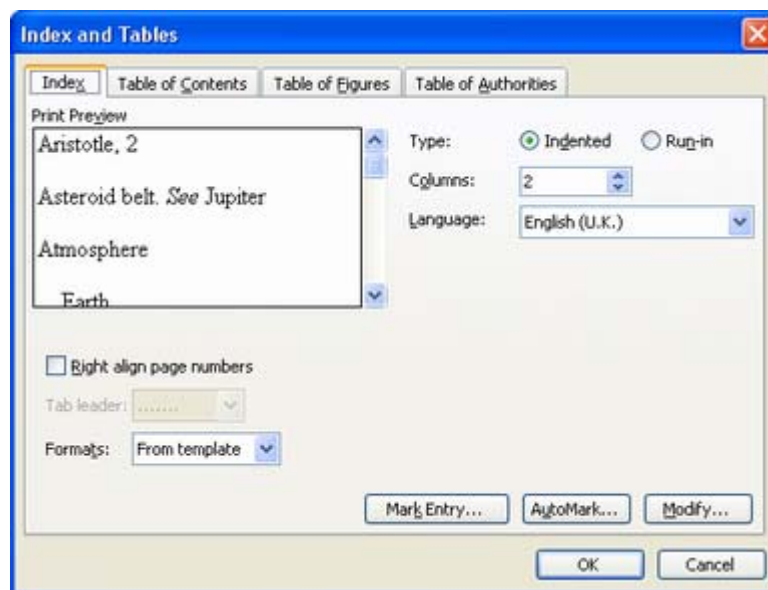 Index and Tables
Index
Table of Contents
Table of Figures
Table of Authorities
Print Preview
Aristotle, 2
Asteroid belt. See Jupiter
Atmosphere
Earth
Type:
Indented
Run-in
Columns:
2
Language:
English (U.K.)
Right align page numbers
Tab leader:
.......
Formats:
From template
Mark Entry...
AutoMark...
Modify...
OK
Cancel